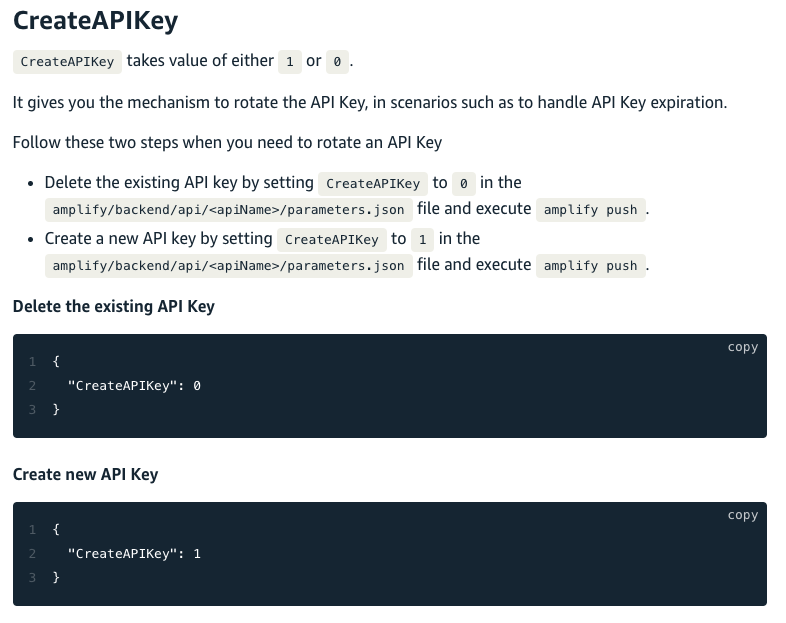 CreateAPIKey
CreateAPIKey takes value of either 1 or 0.
It gives you the mechanism to rotate the API Key, in scenarios such as to handle API Key expiration.
Follow these two steps when you need to rotate an API Key
• Delete the existing API key by setting CreateAPIKey to 0 in the
amplify/backend/api/<apiName>/parameters.json file and execute amplify push.
• Create a new API key by setting CreateAPIKey to 1 in the
amplify/backend/api/<apiName>/parameters.json file and execute amplify push.
Delete the existing API Key
copy
1 {
2   "CreateAPIKey": 0
3 }
Create new API Key
copy
1 {
2   "CreateAPIKey": 1
3 }